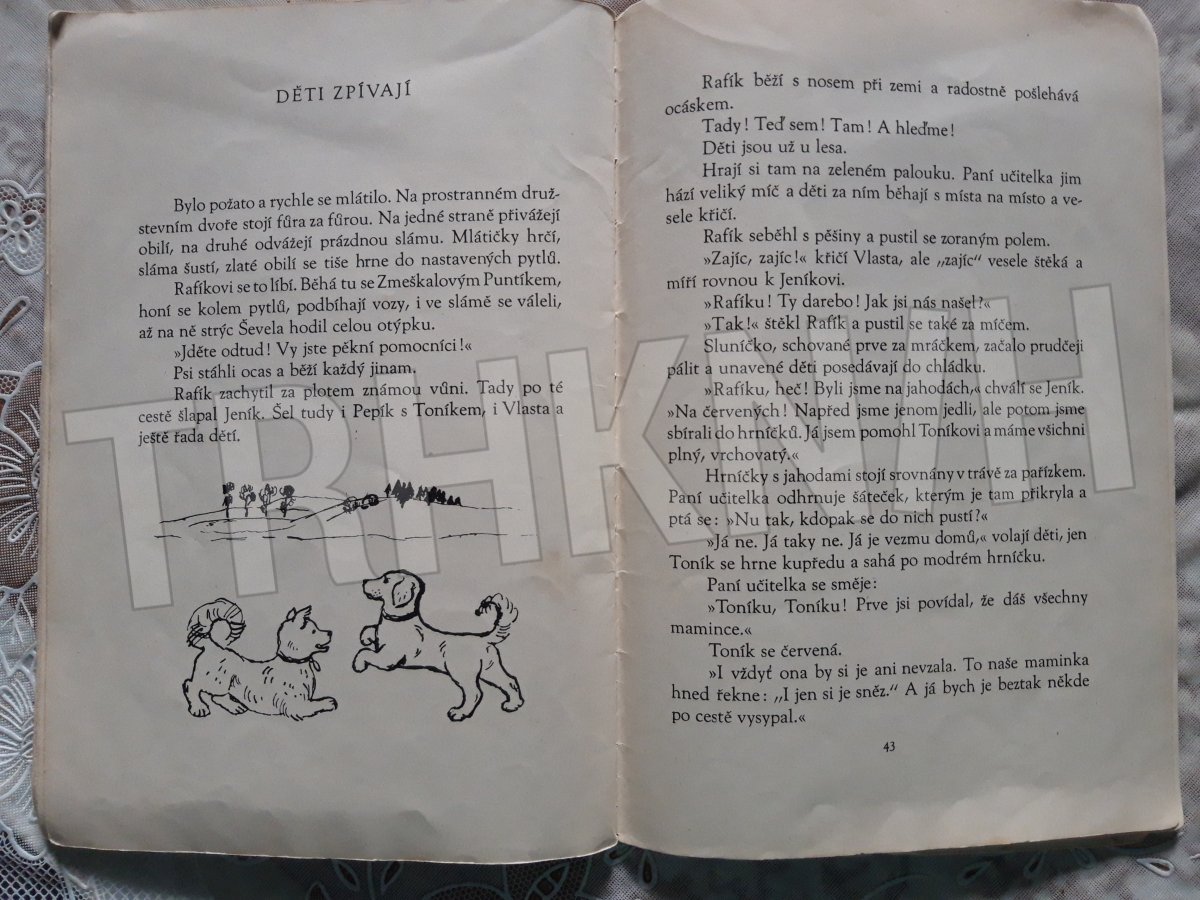 DĚTI ZPÍVAJÍ
Bylo požato a rychle se mlátilo. Na prostranném druž-
stevním dvoře stojí fůra za fůrou. Na jedné straně přivážejí
obilí, na druhé odvážejí prázdnou slámu. Mlátičky hrčí,
sláma šustí, zlaté obilí se tiše hrne do nastavených pytlů.
Rafíkovi se to líbí. Běhá tu se Zmeškalovým Puntíkem,
honí se kolem pytlů, podbíhají vozy, i ve slámě se váleli,
až na ně strýc Ševela hodil celou otýpku.
»Jděte odtud! Vy jste pěkní pomocníci!«
Psi stáhli ocas a běží každý jinam.
Rafík zachytil za plotem známou vůni. Tady po té
cestě šlapal Jeník. Šel tudy i Pepík s Toníkem, i Vlasta a
ještě řada dětí.
Rafík běží s nosem při zemi a radostně pošlehává
ocáskem.
Tady! Teď sem! Tam! A hleďme!
Děti jsou už u lesa.
Hrají si tam na zeleném palouku. Paní učitelka jim
hází veliký míč a děti za ním běhají s místa na místo a ve-
sele křičí.
Rafík seběhl s pěšiny a pustil se zoraným polem.
»Zajíc, zajíc!« křičí Vlasta, ale „zajíc“ vesele štěká a
míří rovnou k Jeníkovi.
»Rafíku! Ty darebo! Jak jsi nás našel?«
»Tak!« štěkl Rafík a pustil se také za míčem.
Sluníčko, schované prve za mráčkem, začalo prudčeji
pálit a unavené děti posedávají do chládku.
»Rafíku, heč! Byli jsme na jahodách,« chválí se Jeník.
»Na červených! Napřed jsme jenom jedli, ale potom jsme
sbírali do hrníčků. Já jsem pomohl Toníkovi a máme všichni
plný, vrchovatý.«
Hrníčky s jahodami stojí srovnány v trávě za pařízkem.
Paní učitelka odhrnuje šáteček, kterým je tam přikryla a
ptá se: »Nu tak, kdopak se do nich pustí?«
»Já ne. Já taky ne. Já je vezmu domů,« volají děti, jen
Toník se hrne kupředu a sahá po modrém hrníčku.
Paní učitelka se směje:
»Toníku, Toníku! Prve jsi povídal, že dáš všechny
mamince.«
Toník se červená.
»I vždyť ona by si je ani nevzala. To naše maminka
hned řekne: „I jen si je sněz.“ A já bych je beztak někde
po cestě vysypal.«
43
TRHKNIH